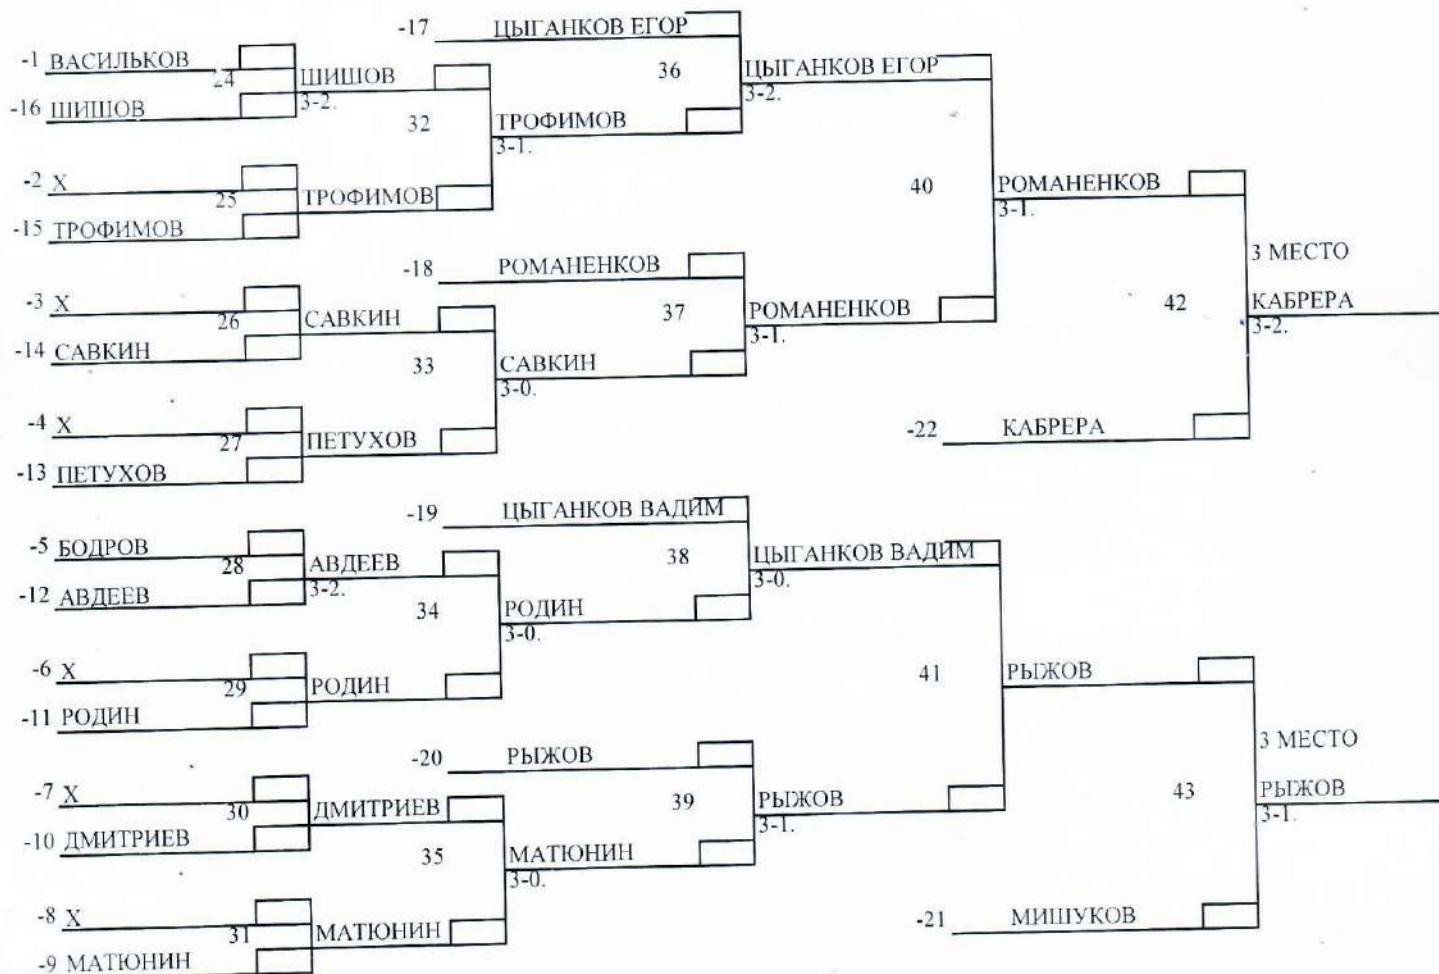 -17 ЦЫГАНКОВ ЕГОР
-1 ВАСИЛЬКОВ
24
ШИШОВ
3-2.
36
ЦЫГАНКОВ ЕГОР
3-2.
-16 ШИШОВ
32
ТРОФИМОВ
3-1.
-2 X
25
ТРОФИМОВ
40
РОМАНЕНКОВ
3-1.
-15 ТРОФИМОВ
-18 РОМАНЕНКОВ
3 МЕСТО
-3 X
26
САВКИН
37
РОМАНЕНКОВ
3-1.
42
КАБРЕРА
3-2.
-14 САВКИН
33
САВКИН
3-0.
-4 X
27
ПЕТУХОВ
-22 КАБРЕРА
-13 ПЕТУХОВ
-19 ЦЫГАНКОВ ВАДИМ
-5 БОДРОВ
28
АВДЕЕВ
3-2.
38
ЦЫГАНКОВ ВАДИМ
3-0.
-12 АВДЕЕВ
34
РОДИН
3-0.
-6 X
29
РОДИН
41
РЫЖОВ
-11 РОДИН
-20 РЫЖОВ
3 МЕСТО
-7 X
30
ДМИТРИЕВ
39
РЫЖОВ
3-1.
43
РЫЖОВ
3-1.
-10 ДМИТРИЕВ
35
МАТЮНИН
3-0.
-8 X
31
МАТЮНИН
-21 МИШУКОВ
-9 МАТЮНИН